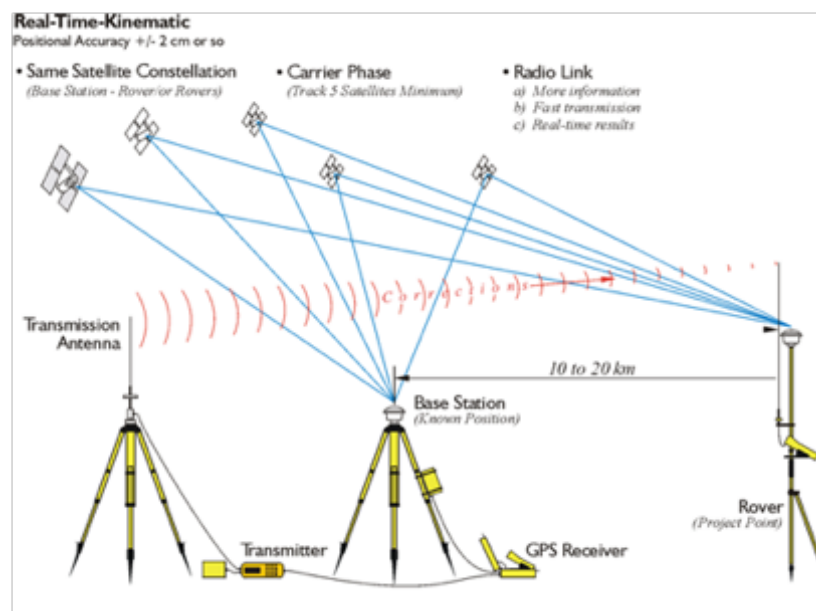 Real-Time-Kinematic
Positional Accuracy +/- 2 cm or so
• Same Satellite Constellation
(Base Station - Rover/or Rovers)
• Carrier Phase
(Track 5 Satellites Minimum)
• Radio Link
a) More information
b) Fast transmission
c) Real-time results
Corrections
Transmission
Antenna
10 to 20 km
Base Station
(Known Position)
Rover
(Project Point)
Transmitter
GPS Receiver